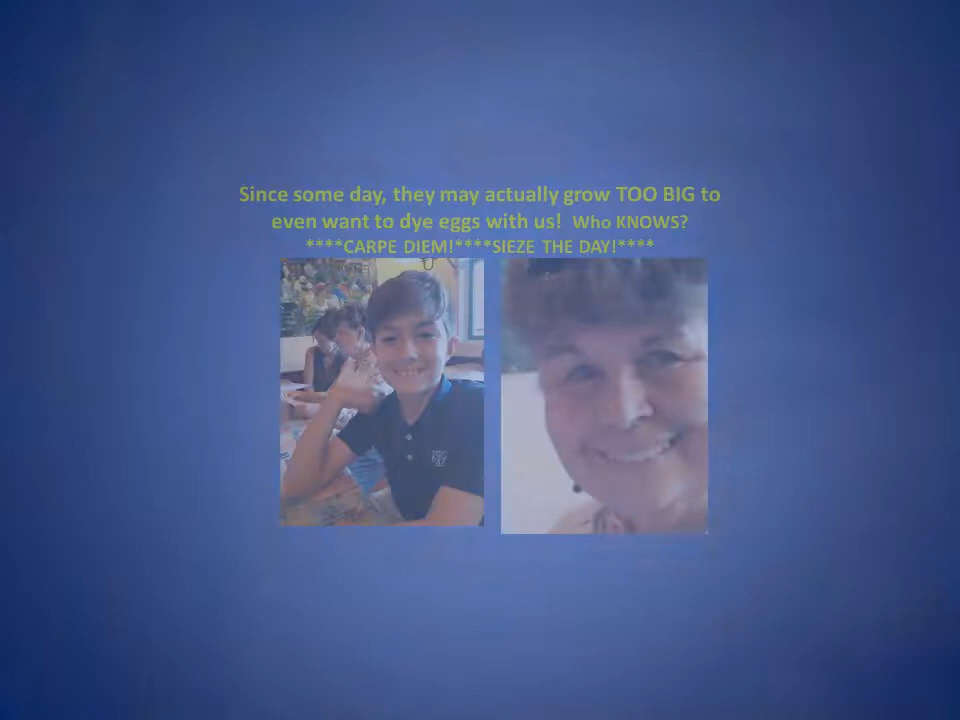 Since some day, they may actually grow TOO BIG to
even want to dye eggs with us!  Who KNOWS?
****CARPE DIEM!****SIEZE THE DAY!****